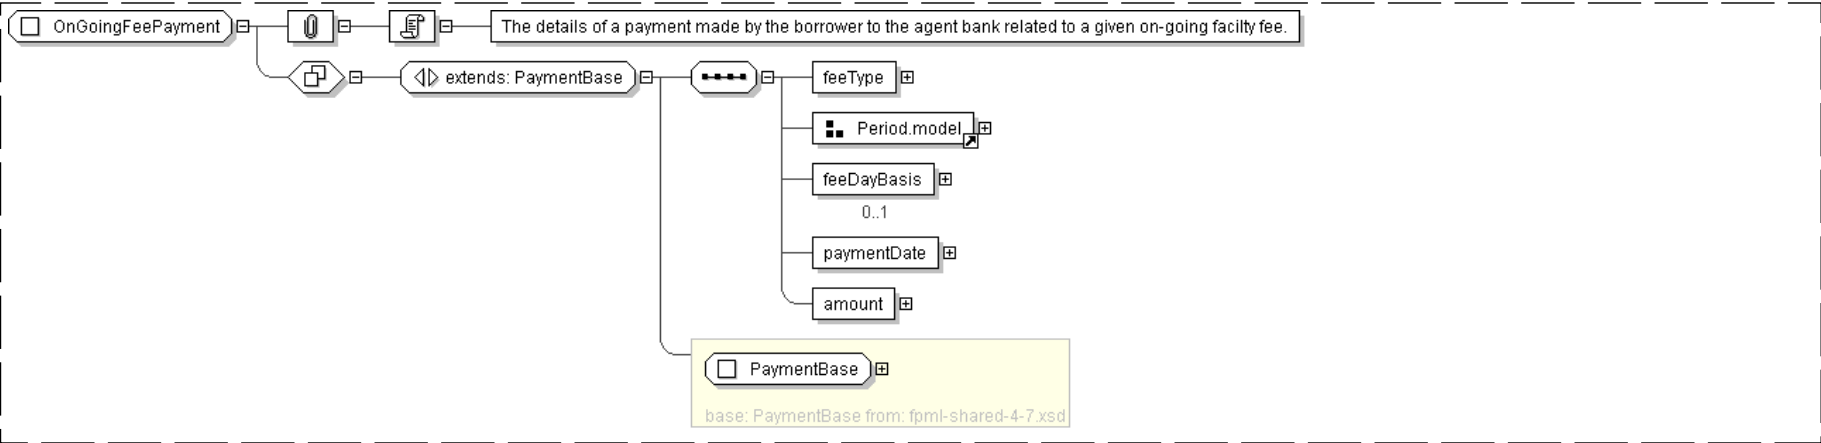 OnGoingFeePayment
The details of a payment made by the borrower to the agent bank related to a given on-going facilty fee.
extends: PaymentBase
feeType
Period.model
feeDayBasis
0..1
paymentDate
amount
PaymentBase
base: PaymentBase from: fpml-shared-4-7.xsd